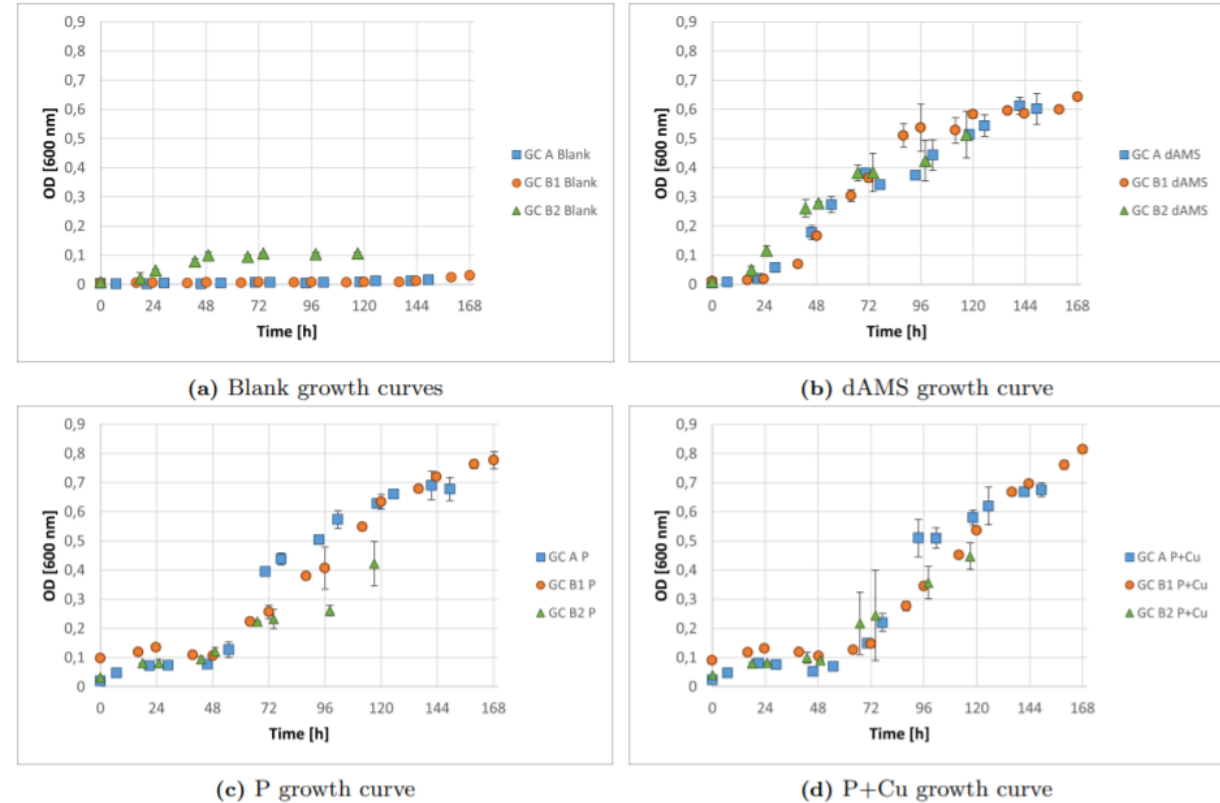 0,9
0,8
0,7
0,6
0,5
0,4
0,3
0,2
0,1
0
OD [600 nm]
0 24 48 72 96 120 144 168
Time [h]
GC A Blank
GC B1 Blank
GC B2 Blank
(a) Blank growth curves
0,9
0,8
0,7
0,6
0,5
0,4
0,3
0,2
0,1
0
OD [600 nm]
0 24 48 72 96 120 144 168
Time [h]
GC A dAMS
GC B1 dAMS
GC B2 dAMS
(b) dAMS growth curve
0,9
0,8
0,7
0,6
0,5
0,4
0,3
0,2
0,1
0
OD [600 nm]
0 24 48 72 96 120 144 168
Time [h]
GC A P
GC B1 P
GC B2 P
(c) P growth curve
0,9
0,8
0,7
0,6
0,5
0,4
0,3
0,2
0,1
0
OD [600 nm]
0 24 48 72 96 120 144 168
Time [h]
GC A P+Cu
GC B1 P+Cu
GC B2 P+Cu
(d) P+Cu growth curve